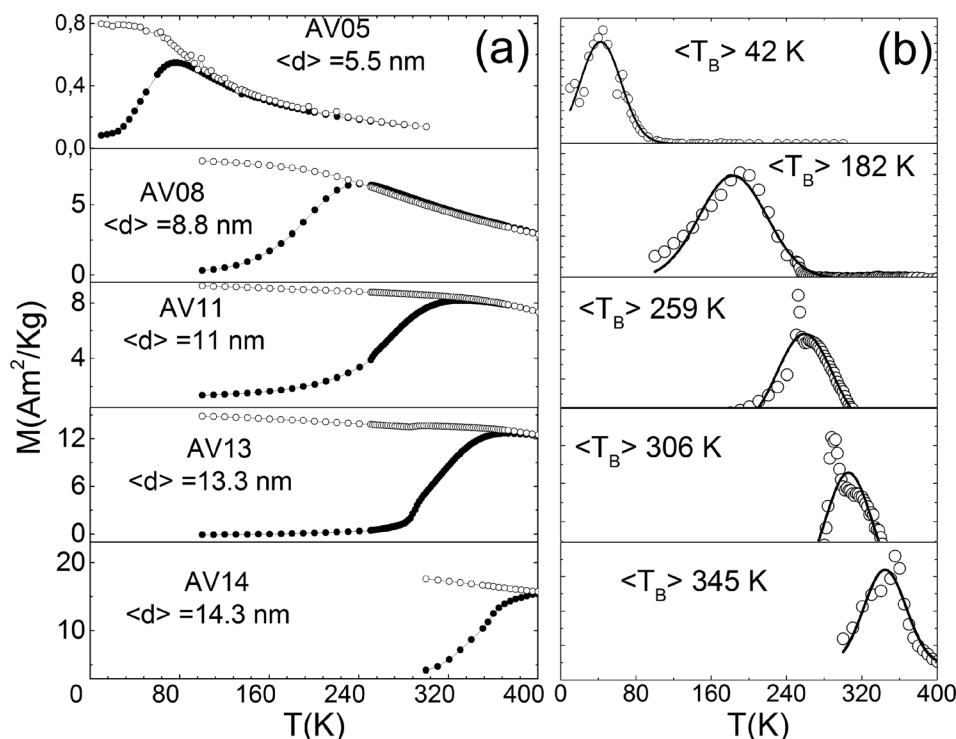 M(Am²/Kg)
(a)
AV05
<d> =5.5 nm
0,8
0,4
0,0
AV08
<d> =8.8 nm
5
0
AV11
<d> =11 nm
8
4
AV13
<d> =13.3 nm
12
6
0
AV14
<d> =14.3 nm
20
10
0 80 160 240 320 400
T(K)
(b)
<T_B> 42 K
<T_B> 182 K
<T_B> 259 K
<T_B> 306 K
<T_B> 345 K
0 80 160 240 320 400
T(K)